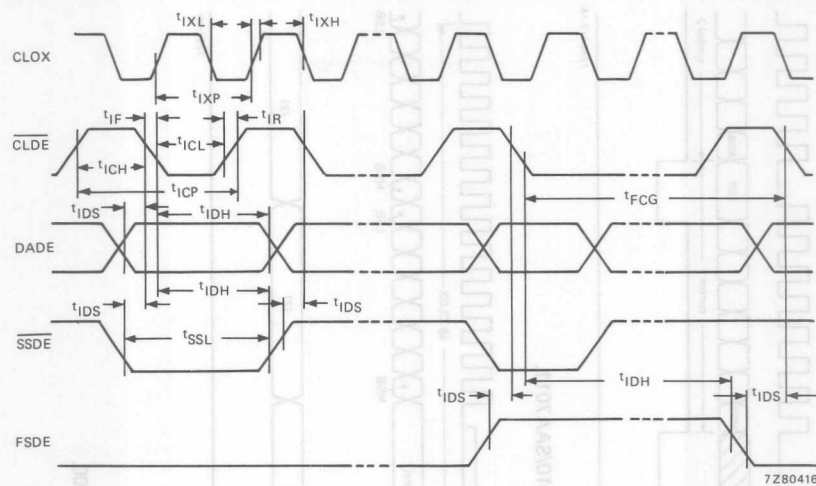 tIXL tIXH
CLOX
tIXP
tIF tIR
CLDE
tICL
tICH
tICP
tFCG
tIDS tIDH
DADE
tIDH
tIDS tIDS
tSSL
SSDE
tIDH
tIDS tIDS
FSDE
7Z80416